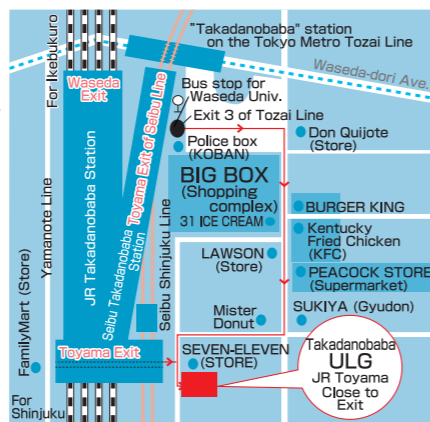 "Takadanobaba" station
on the Tokyo Metro Tozai Line
For Ikebukuro
Waseda-dori Ave.
Waseda
Exit
Bus stop for
Waseda Univ.
Exit 3 of Tozai Line
Police box
(KOBAN)
Don Quijote
(Store)
BIG BOX
(Shopping
complex)
31 ICE CREAM
BURGER KING
Kentucky
Fried Chicken
(KFC)
PEACOCK STORE
(Supermarket)
LAWSON
(Store)
Mister
Donut
SUKIYA (Gyudon)
SEVEN-ELEVEN
(STORE)
Takadanobaba
ULG
JR Toyama
Close to
Exit
Yamanote Line
JR Takadanobaba Station
Toyama Exit of Seibu Line
Seibu Takadanobaba
Station
Seibu Shinjuku Line
FamilyMart (Store)
Toyama Exit
For
Shinjuku